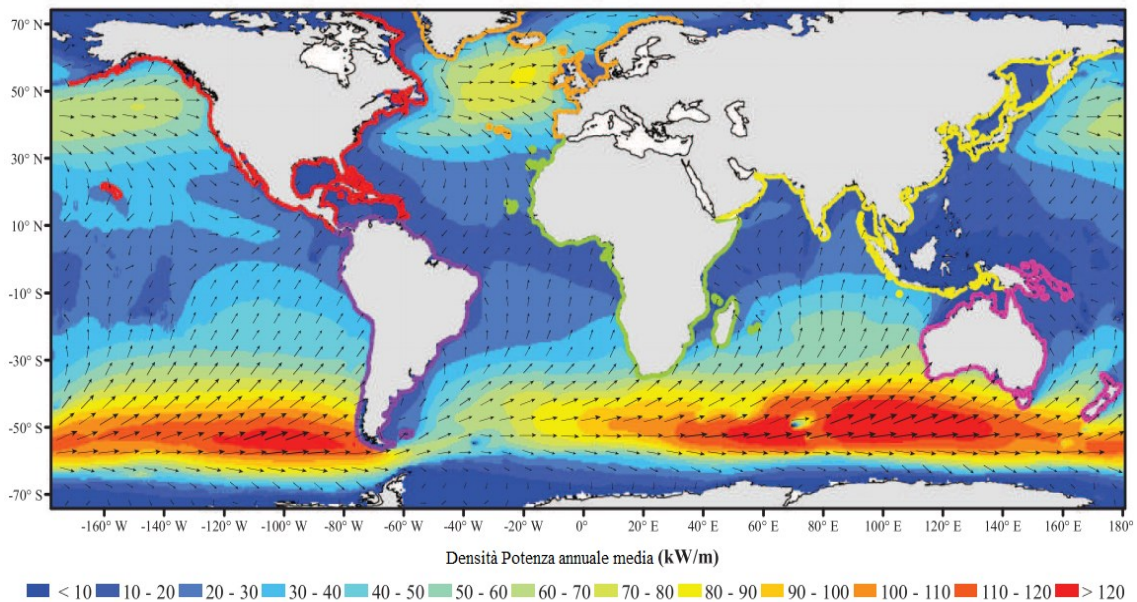 70° N
50° N
30° N
10° N
-10° S
-30° S
-50° S
-70° S
-160° W -140° W -120° W -100° W -80° W -60° W -40° W -20° W 0° 20° E 40° E 60° E 80° E 100° E 120° E 140° E 160° E 180° E
Densità Potenza annuale media (kW/m)
< 10 10 - 20 20 - 30 30 - 40 40 - 50 50 - 60 60 - 70 70 - 80 80 - 90 90 - 100 100 - 110 110 - 120 > 120